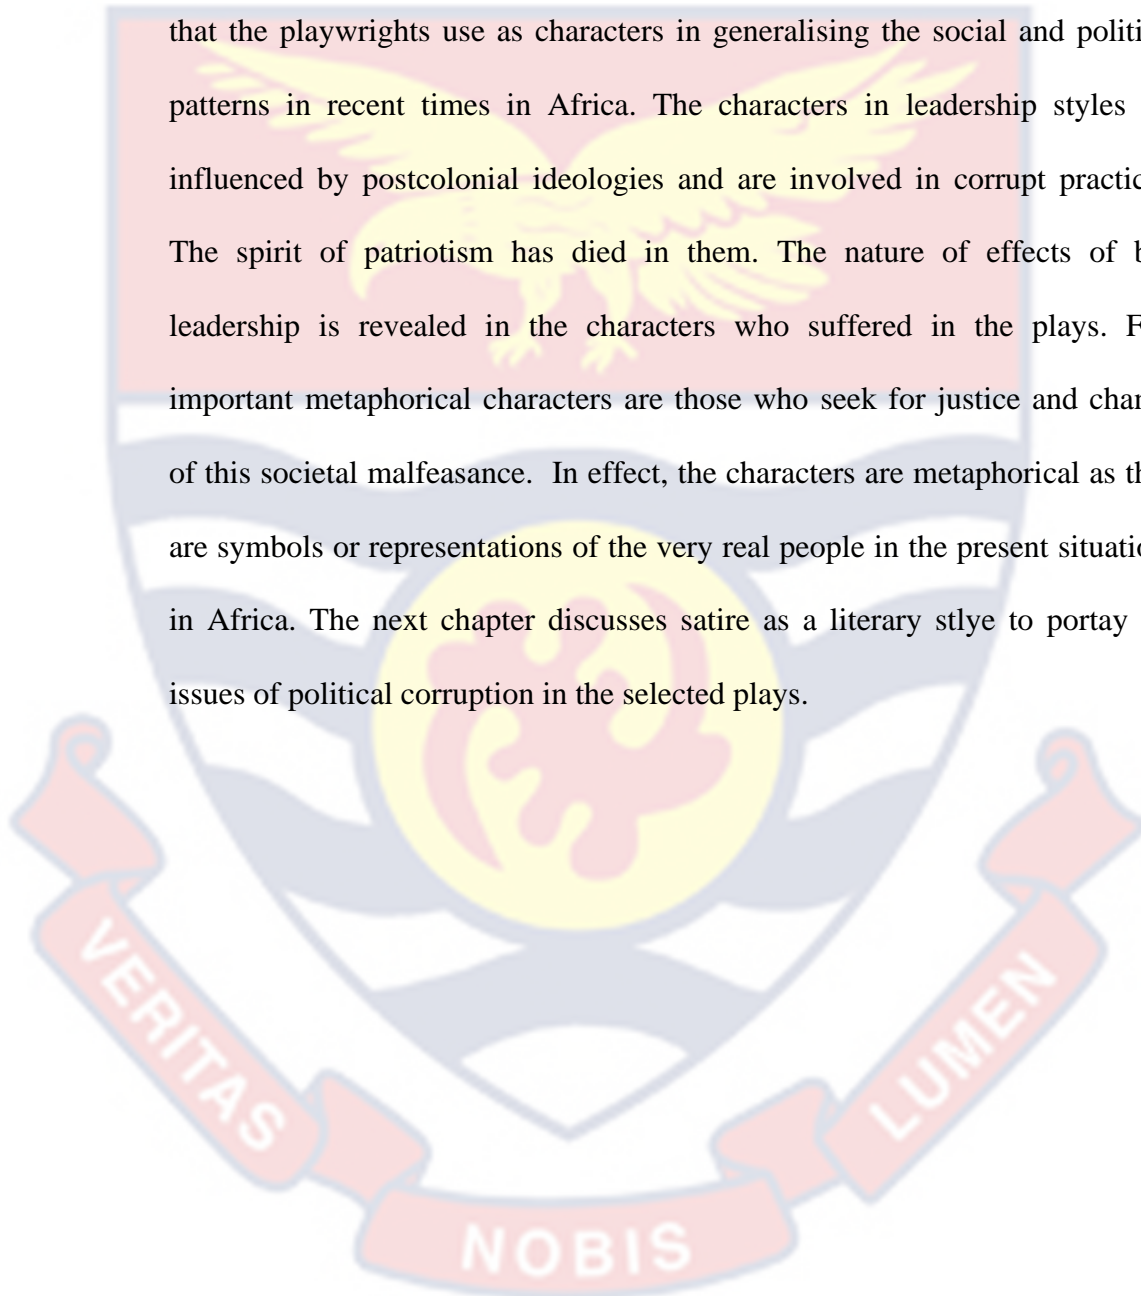 that the playwrights use as characters in generalising the social and politi
patterns in recent times in Africa. The characters in leadership styles
influenced by postcolonial ideologies and are involved in corrupt practic
The spirit of patriotism has died in them. The nature of effects of b
leadership is revealed in the characters who suffered in the plays. F
important metaphorical characters are those who seek for justice and chan
of this societal malfeasance. In effect, the characters are metaphorical as th
are symbols or representations of the very real people in the present situatio
in Africa. The next chapter discusses satire as a literary stlye to portay
issues of political corruption in the selected plays.
VERITAS
NOBIS
LUMEN